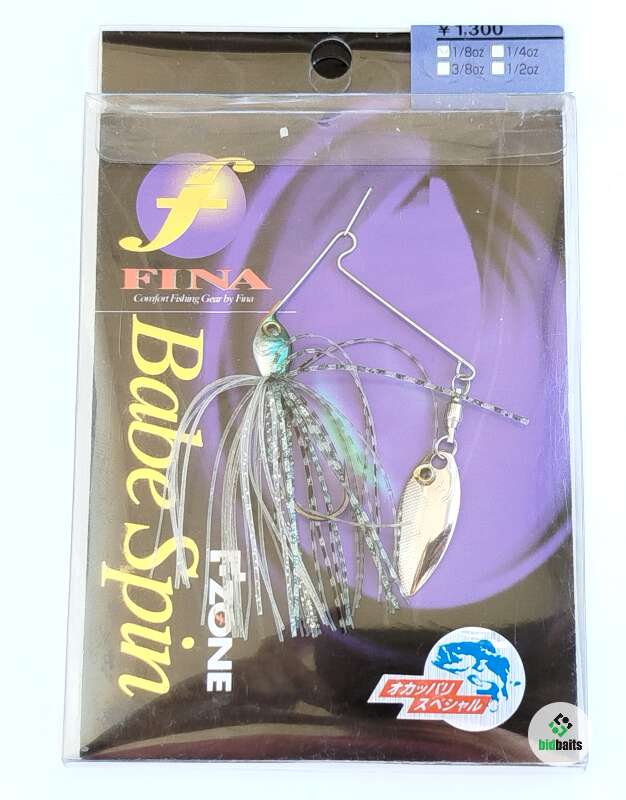 ¥ 1,300
1/8oz 1/4oz
3/8oz 1/2oz
f
FINA
Comfort Fishing Gear by Fina
Babe Spin
F-ZONE
オカッパリ
スペシャル
bidbaits